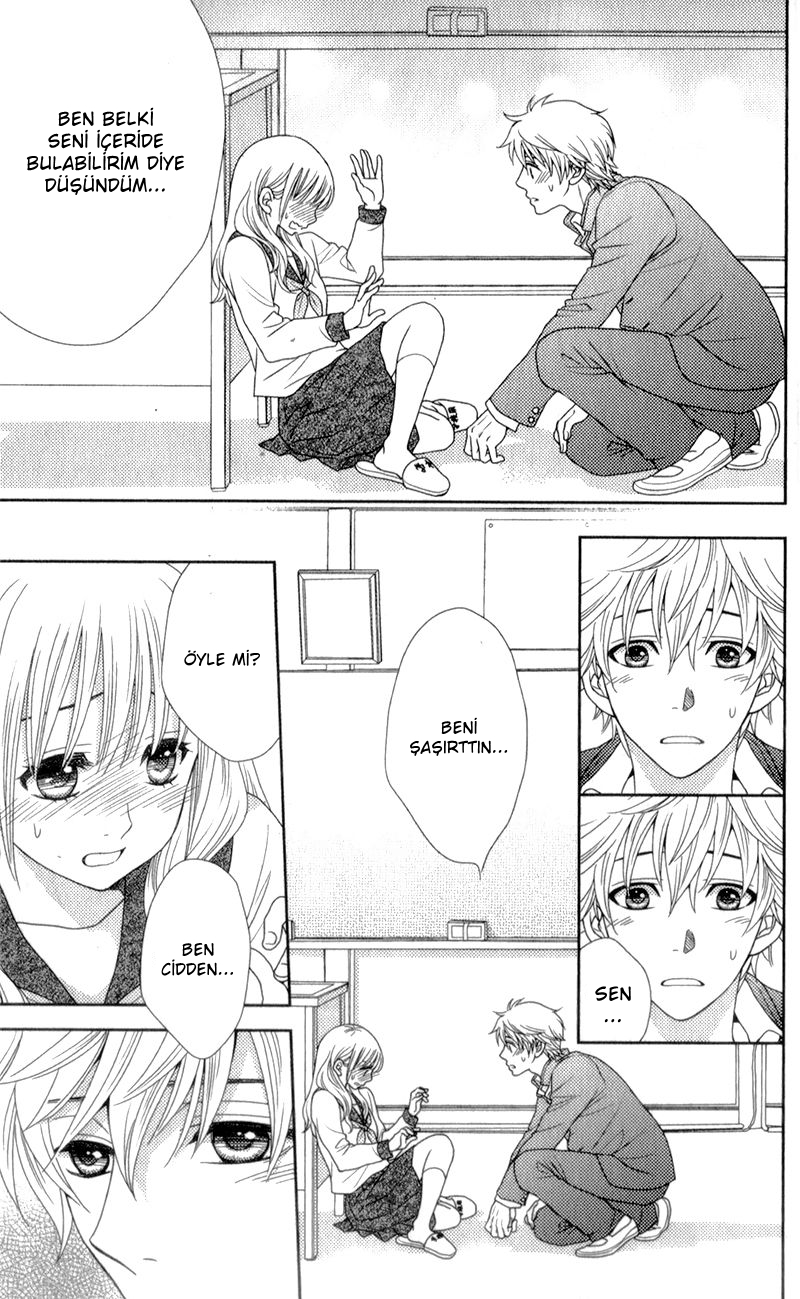 BEN BELKİ
SENİ İÇERİDE
BULABİLİRİM DİYE
DÜŞÜNDÜM...
SEN
...
BENİ
ŞAŞIRTTIN...
ÖYLE Mİ?
BEN
CİDDEN...